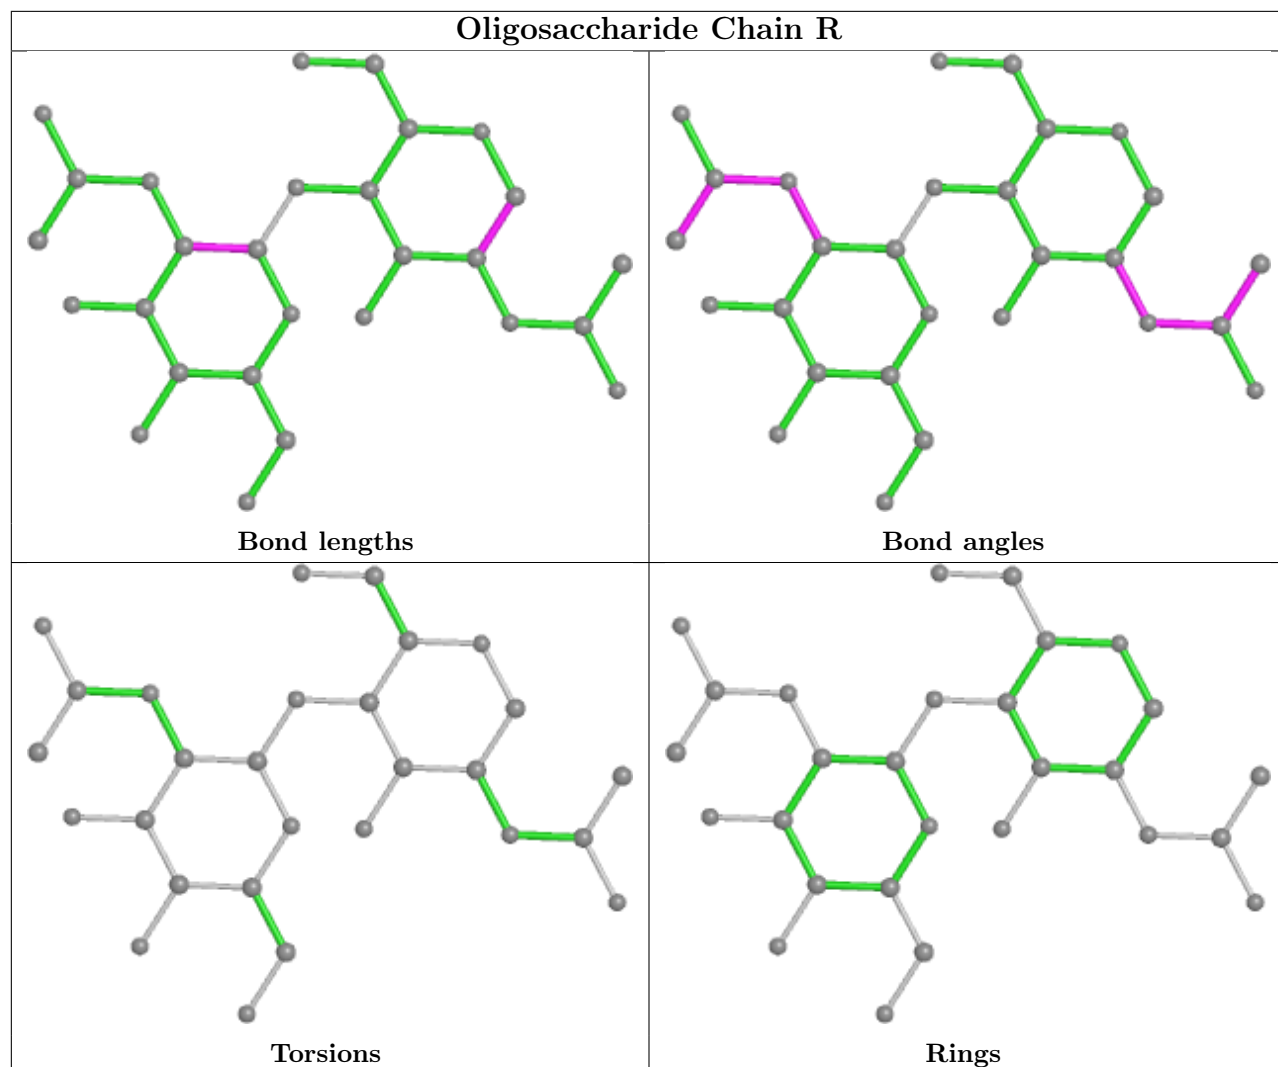 Oligosaccharide Chain R
Bond lengths
Bond angles
Torsions
Rings